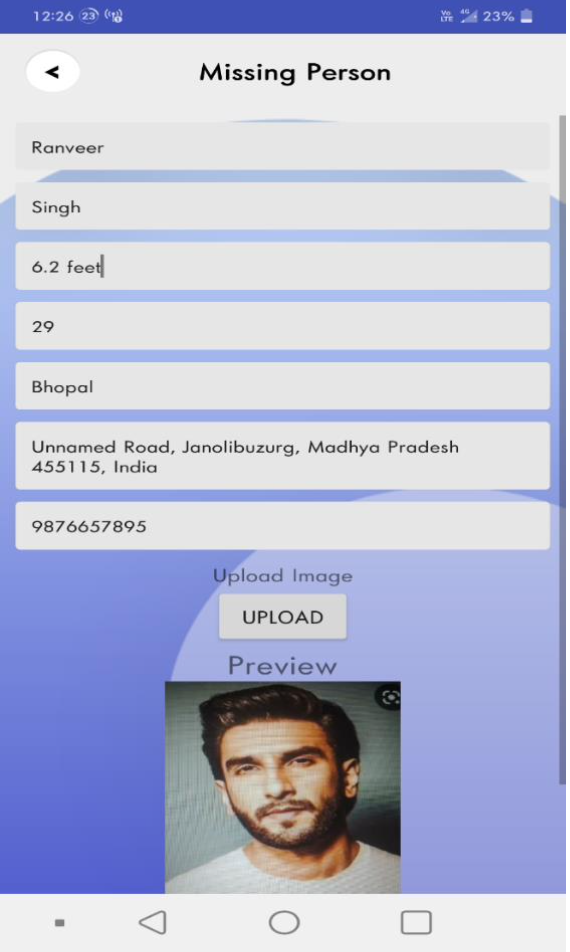 12:26 23
Vo LTE 4G 23%
<
Missing Person
Ranveer
Singh
6.2 feet
29
Bhopal
Unnamed Road, Janolibuzurg, Madhya Pradesh
455115, India
9876657895
Upload Image
UPLOAD
Preview